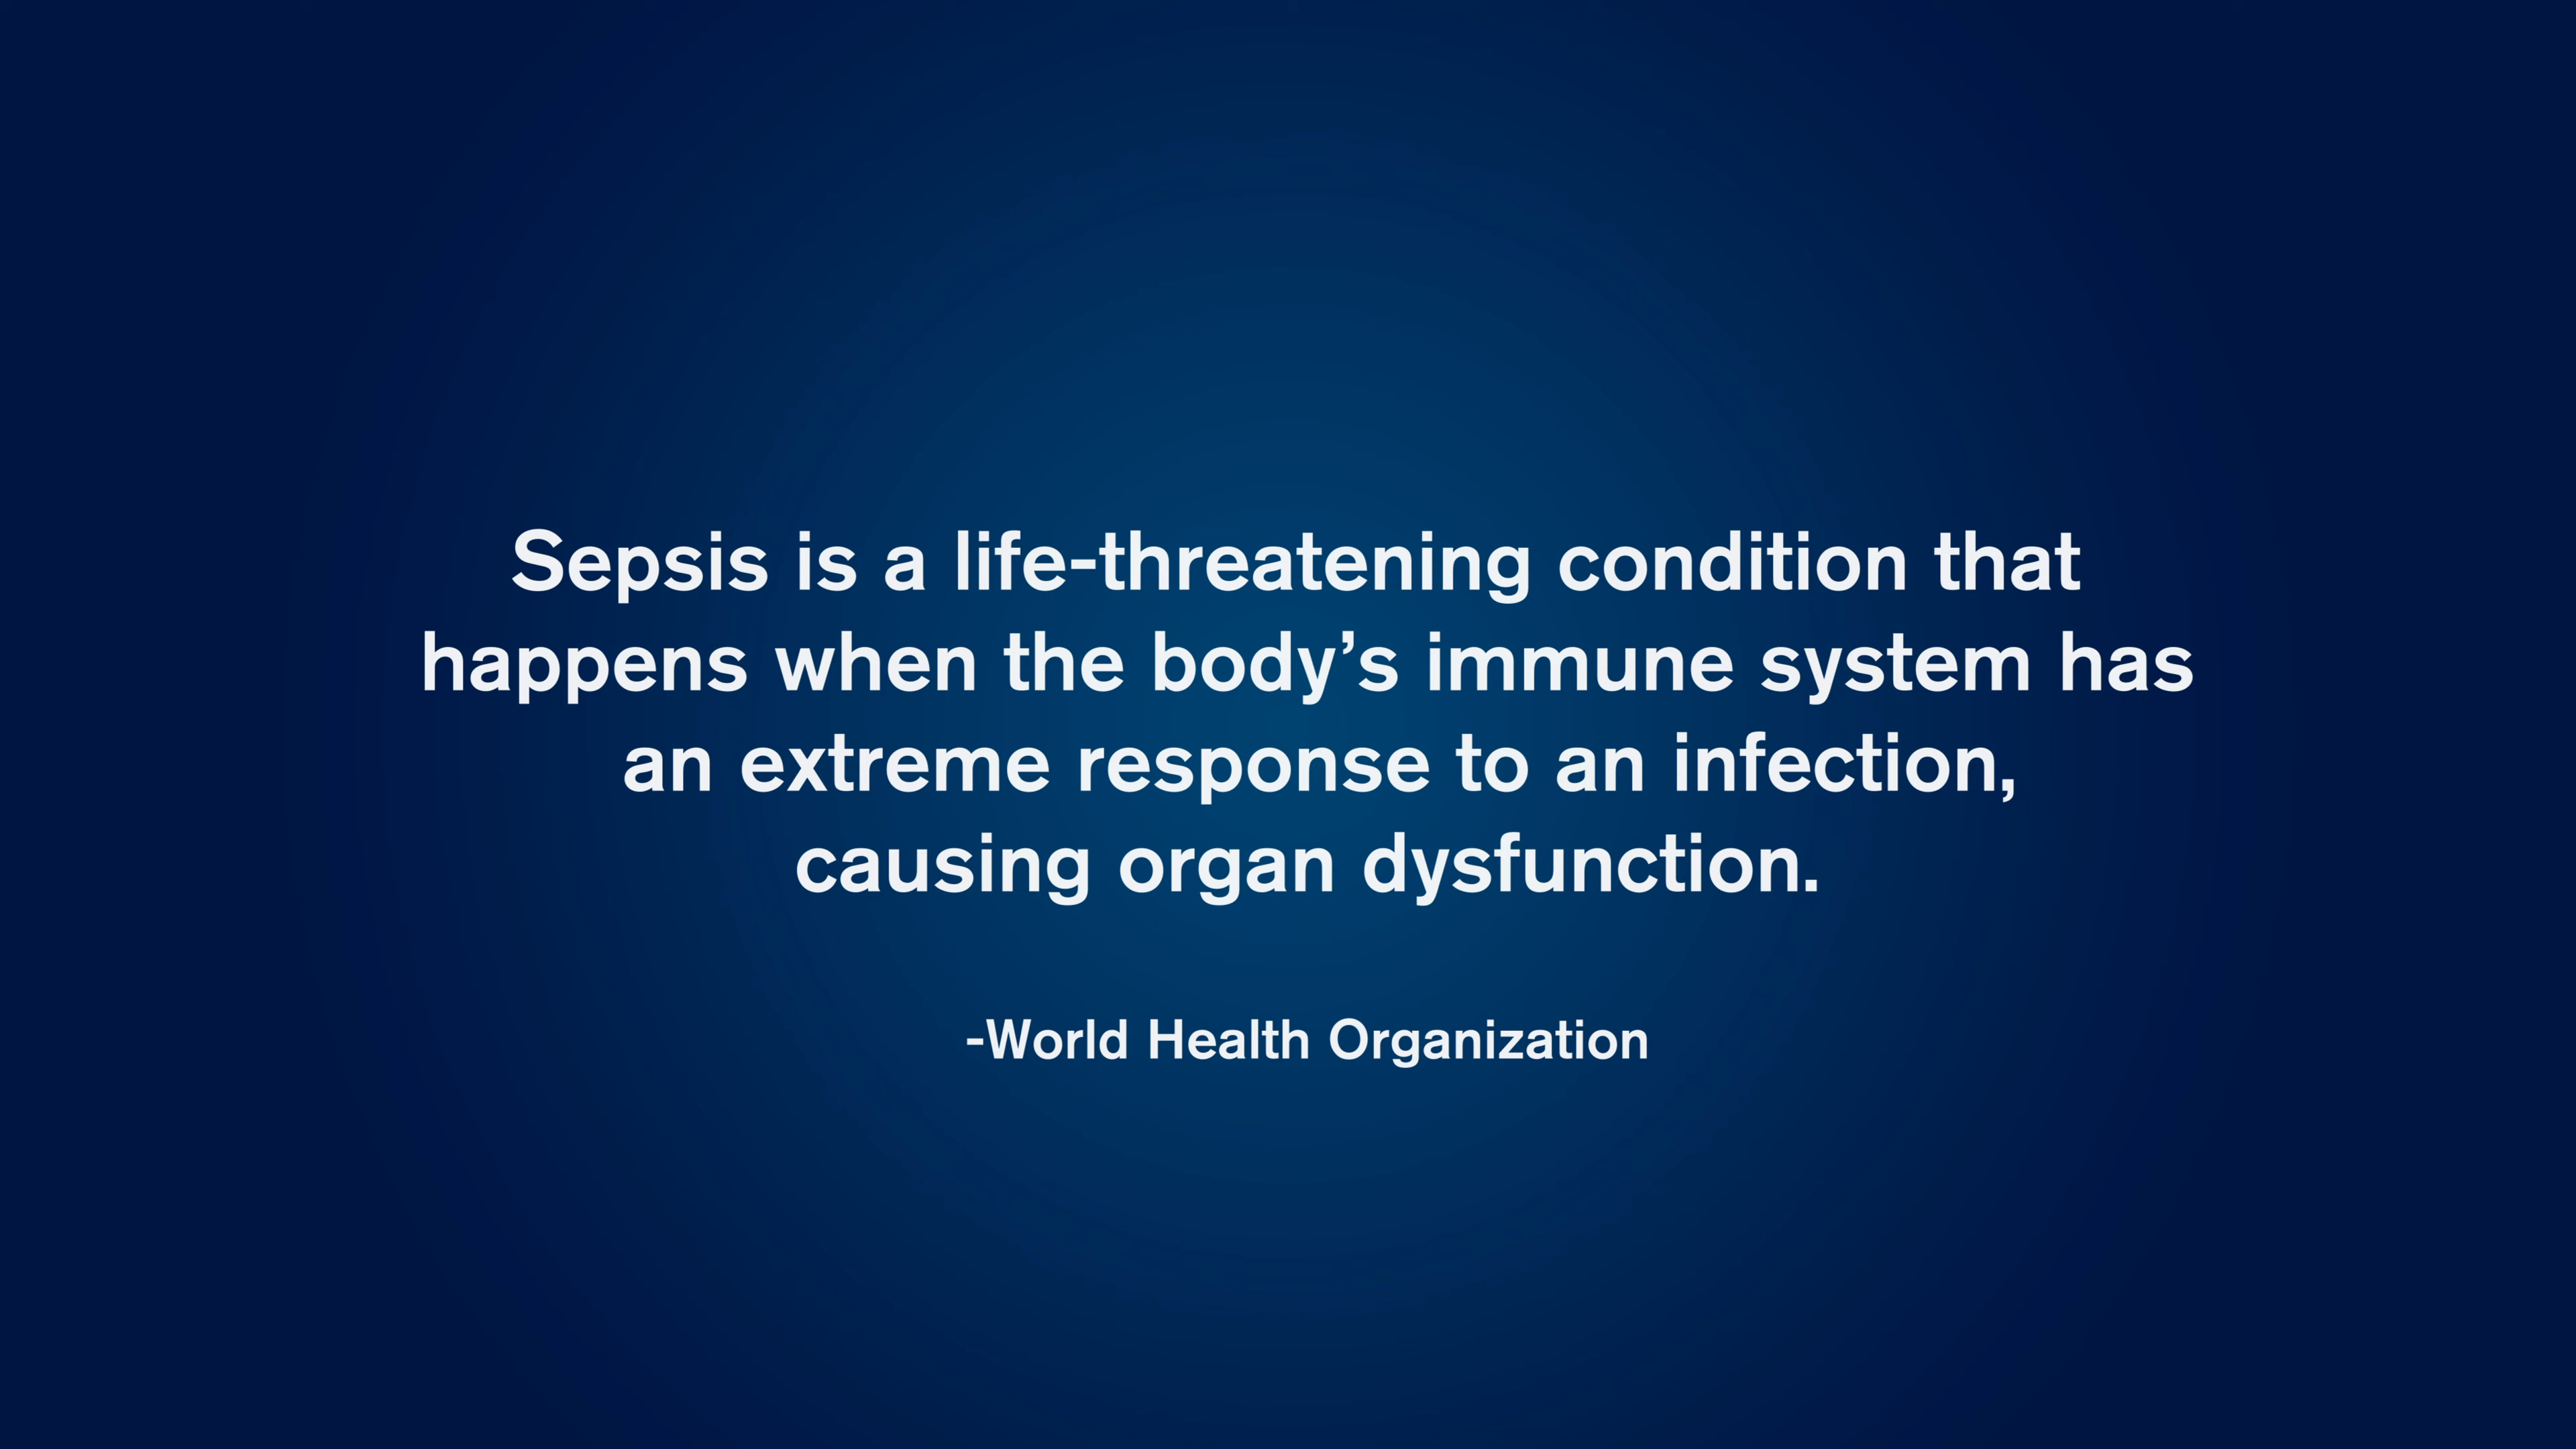 Sepsis is a life-threatening condition that
happens when the body’s immune system has
an extreme response to an infection,
causing organ dysfunction.
-World Health Organization